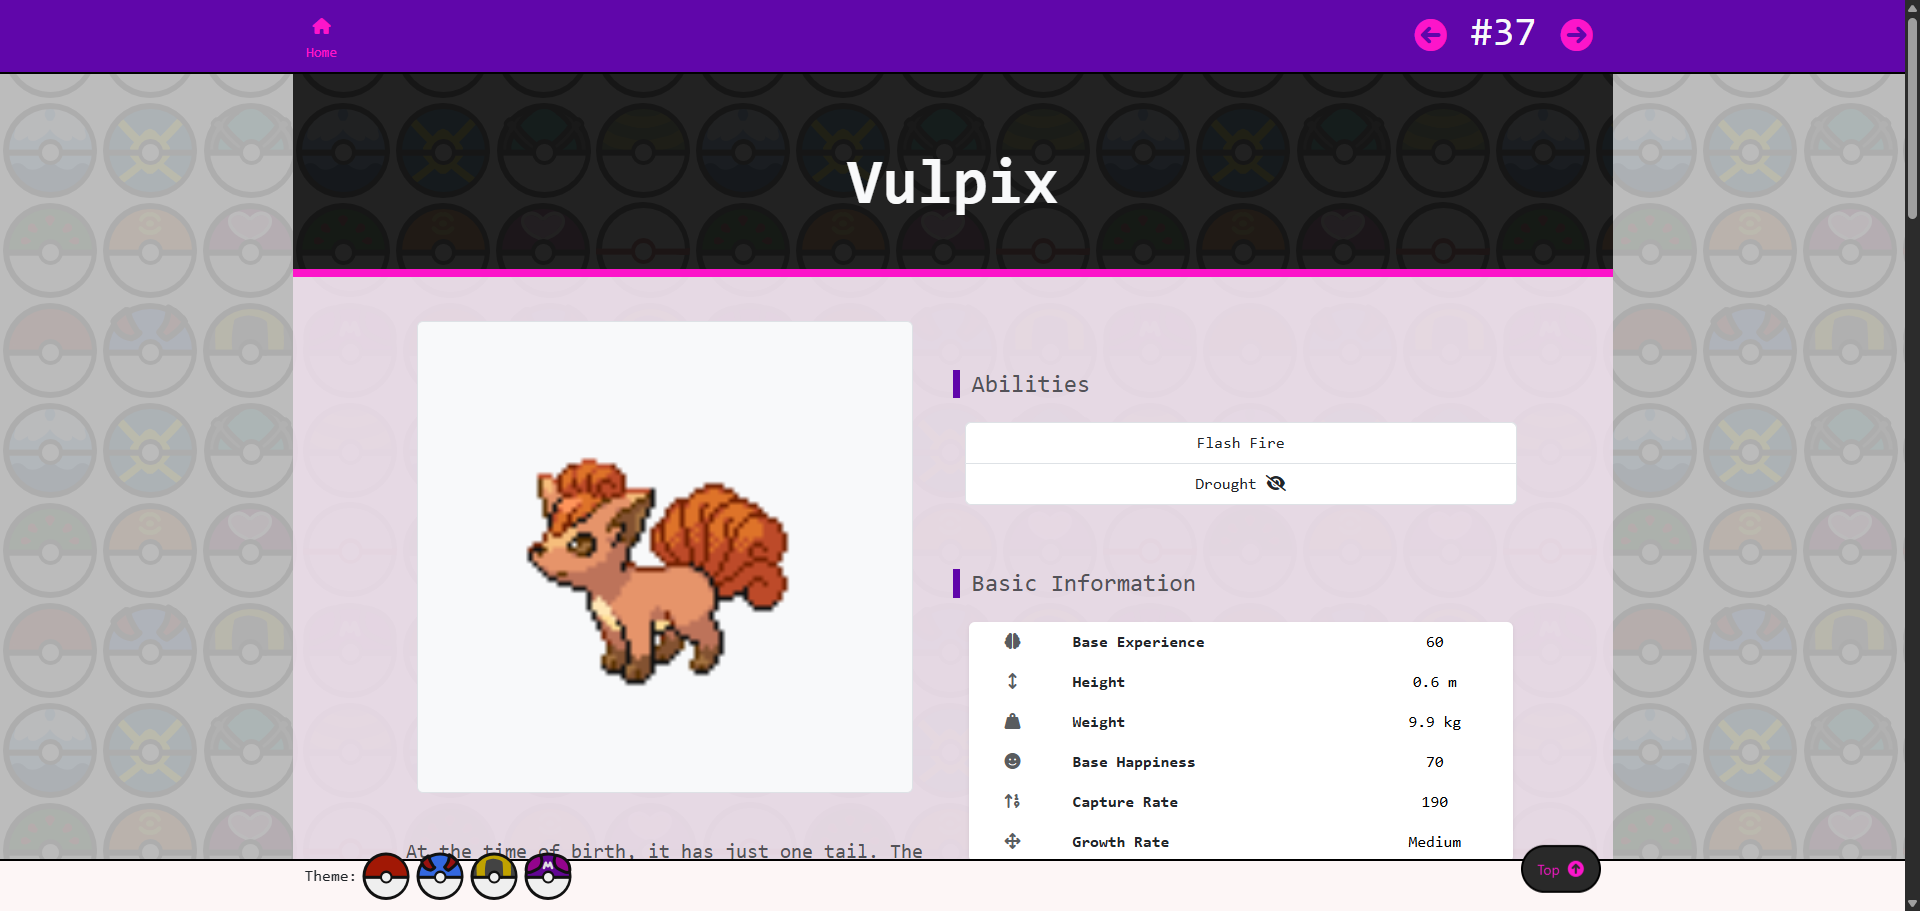 Home
#37
Vulpix
Abilities
Flash Fire
Drought
Basic Information
Base Experience 60
Height 0.6 m
Weight 9.9 kg
Base Happiness 70
Capture Rate 190
Growth Rate Medium
At the time of birth, it has just one tail. The
Theme:
Top